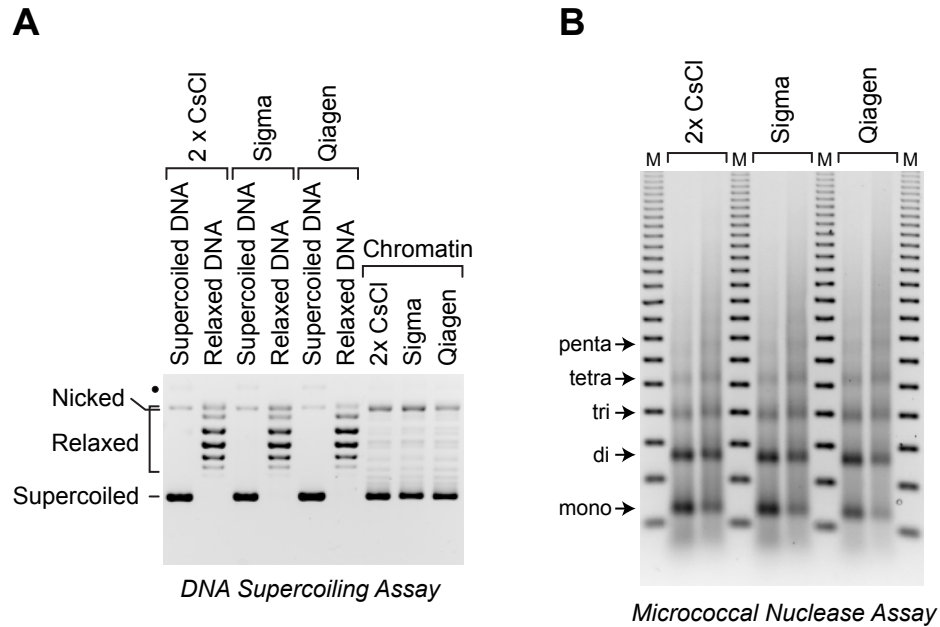 A
2 x CsCl
Sigma
Qiagen
Supercoiled DNA
Relaxed DNA
Supercoiled DNA
Relaxed DNA
Supercoiled DNA
Relaxed DNA
Chromatin
2x CsCl
Sigma
Qiagen
Nicked
Relaxed
Supercoiled
DNA Supercoiling Assay
B
2x CsCl
Sigma
Qiagen
M M M M
penta
tetra
tri
di
mono
Micrococcal Nuclease Assay